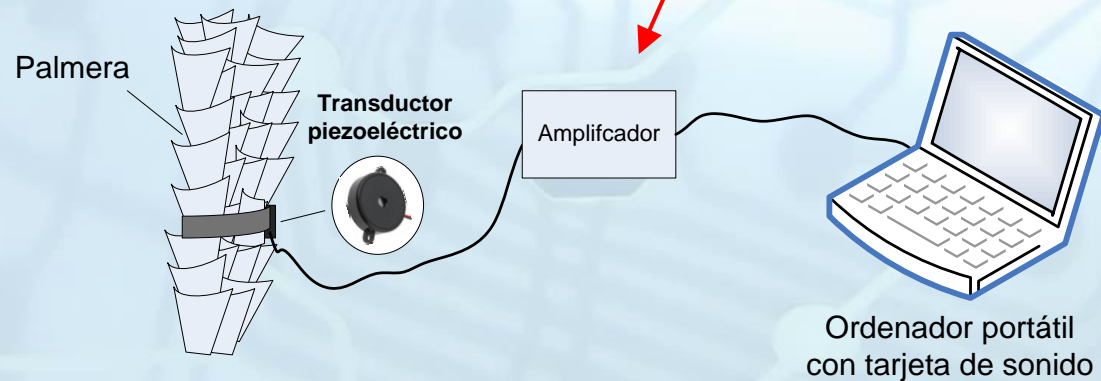 Palmera
Transductor
piezoeléctrico
Amplifcador
Ordenador portátil
con tarjeta de sonido